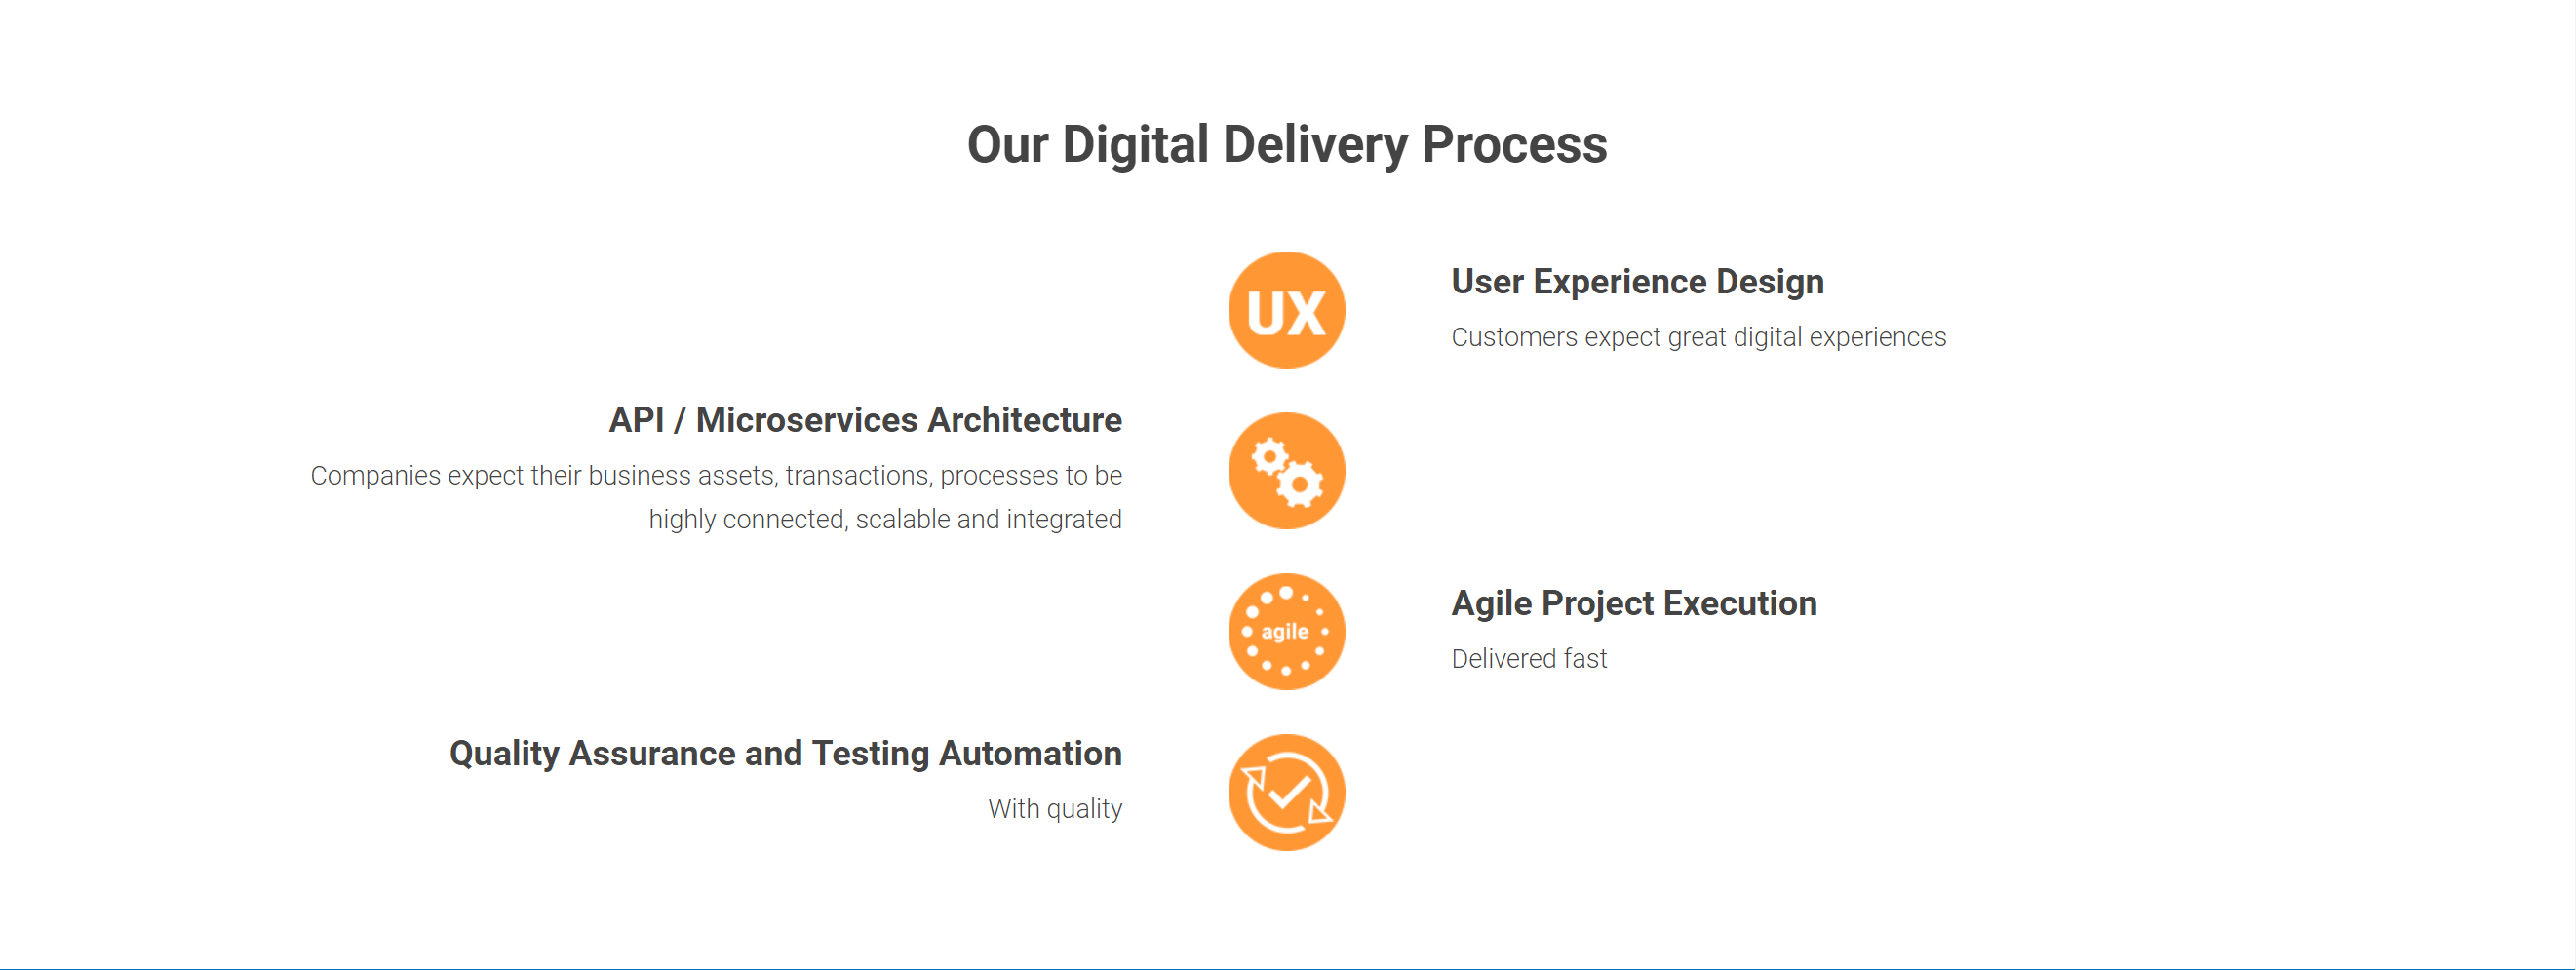 Our Digital Delivery Process
UX
User Experience Design
Customers expect great digital experiences
API / Microservices Architecture
Companies expect their business assets, transactions, processes to be
highly connected, scalable and integrated
agile
Agile Project Execution
Delivered fast
Quality Assurance and Testing Automation
With quality